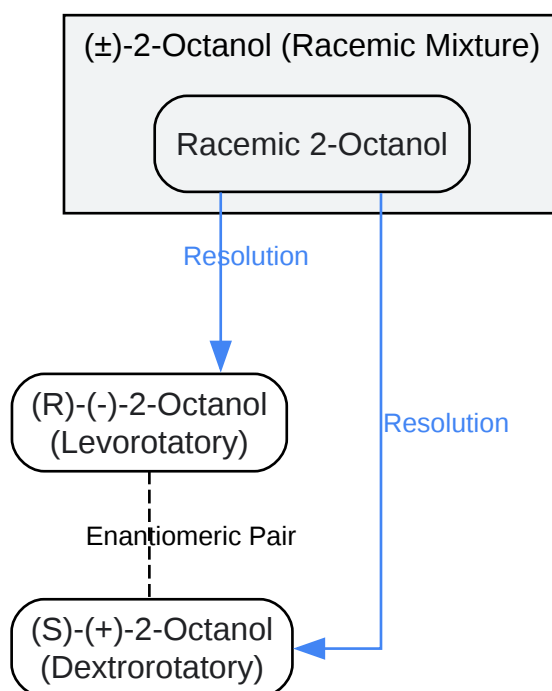 (±)-2-Octanol (Racemic Mixture)
Racemic 2-Octanol
Resolution
(R)-(-)-2-Octanol
(Levorotatory)
Resolution
Enantiomeric Pair
(S)-(+)-2-Octanol
(Dextrorotatory)